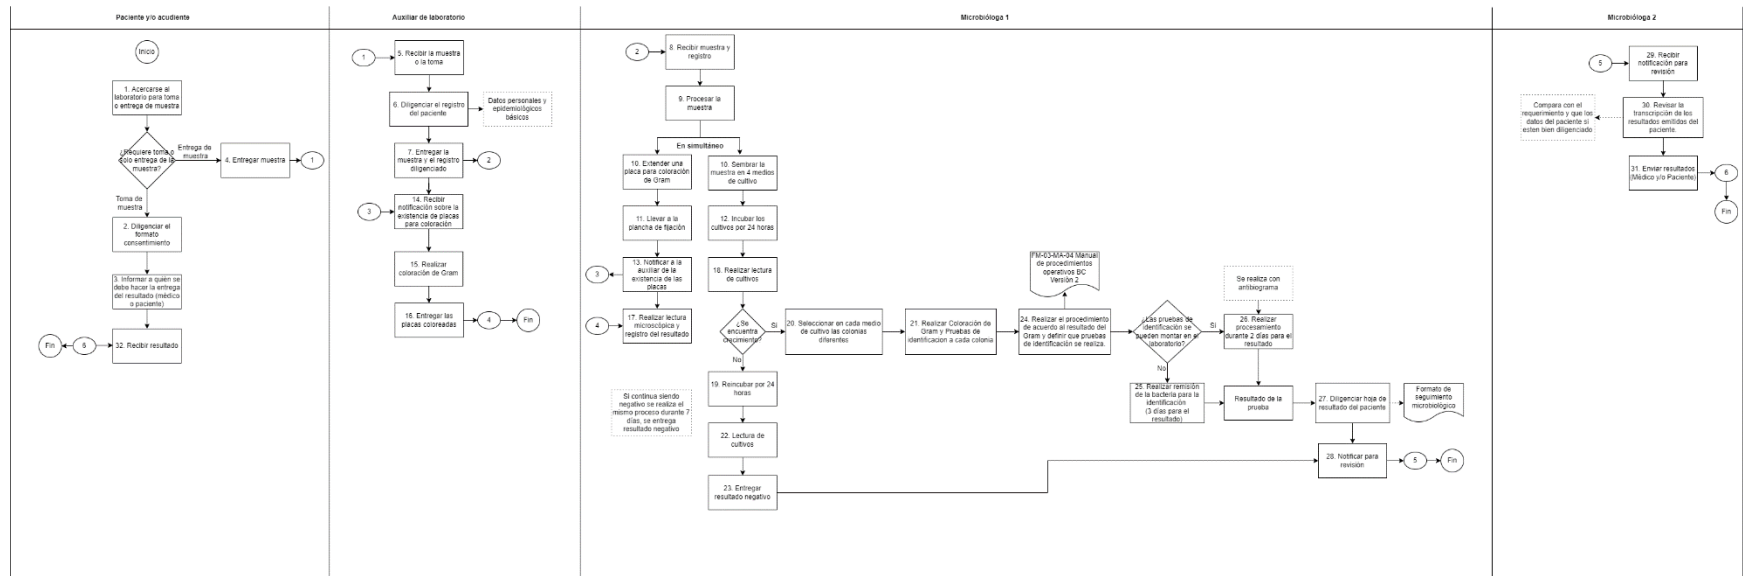 Paciente y/o acudiente
Inicio
1. Acercarse al
laboratorio para toma
o entrega de muestra
¿Requiere toma o
solo entrega de la
muestra?
Entrega de
muestra
4. Entregar muestra
1
Toma de
muestra
2. Diligenciar el
formato
consentimiento
3. Informar a quién se
debe hacer la entrega
del resultado (médico
o paciente)
32. Recibir resultado
6
Fin
Auxiliar de laboratorio
1
5. Recibir la muestra
o la toma
6. Diligenciar el registro
del paciente
Datos personales y
epidemiológicos
básicos
7. Entregar la
muestra y el registro
diligenciado
2
3
14. Recibir
notificación sobre la
existencia de placas
para coloración
15. Realizar
coloración de Gram
16. Entregar las
placas coloreadas
4
Fin
Microbióloga 1
2
8. Recibir muestra y
registro
9. Procesar la
muestra
En simultáneo
10. Extender una
placa para coloración
de Gram
10. Sembrar la
muestra en 4 medios
de cultivo
11. Llevar a la
plancha de fijación
12. Incubar los
cultivos por 24 horas
3
13. Notificar a la
auxiliar de la
existencia de las
placas
18. Realizar lectura
de cultivos
4
17. Realizar lectura
microscópica y
registro del resultado
¿Se
encuentra
crecimiento?
Si
20. Seleccionar en cada medio
de cultivo las colonias
diferentes
21. Realizar Coloración de
Gram y Pruebas de
identificacion a cada colonia
FM-03-MA-04 Manual
de procedimientos
operativos BC
Versión 2
24. Realizar el procedimiento
de acuerdo al resultado del
Gram y definir que pruebas
de identificación se realiza.
¿Las pruebas de
identificación se
pueden montar en el
laboratorio?
Si
Se realiza con
antibiograma
26. Realizar
procesamiento
durante 2 días para el
resultado
No
25. Realizar remisión
de la bacteria para la
identificación
(3 días para el
resultado)
Resultado de la
prueba
27. Diligenciar hoja de
resultado del paciente
Formato de
seguimiento
microbiológico
28. Notificar para
revisión
5
Fin
No
19. Reincubar por 24
horas
Si continua siendo
negativo se realiza el
mismo proceso durante 7
días, se entrega
resultado negativo
22. Lectura de
cultivos
23. Entregar
resultado negativo
Microbióloga 2
5
29. Recibir
notificación para
revisión
Compara con el
requerimiento y que los
datos del paciente si
esten bien diligenciado
30. Revisar la
transcripción de los
resultados emitidos del
paciente.
31. Enviar resultados
(Médico y/o Paciente)
6
Fin